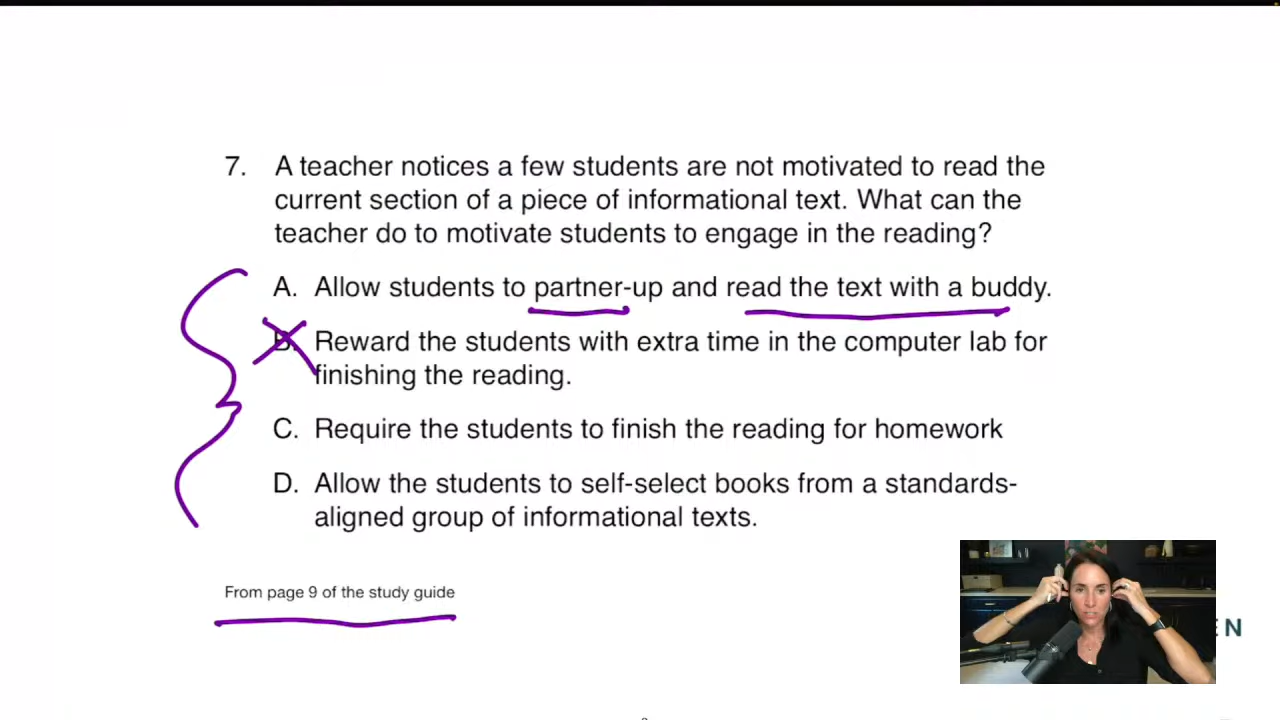 7. A teacher notices a few students are not motivated to read the
current section of a piece of informational text. What can the
teacher do to motivate students to engage in the reading?
A. Allow students to partner-up and read the text with a buddy.
B. Reward the students with extra time in the computer lab for
finishing the reading.
C. Require the students to finish the reading for homework
D. Allow the students to self-select books from a standards-
aligned group of informational texts.
From page 9 of the study guide
EN